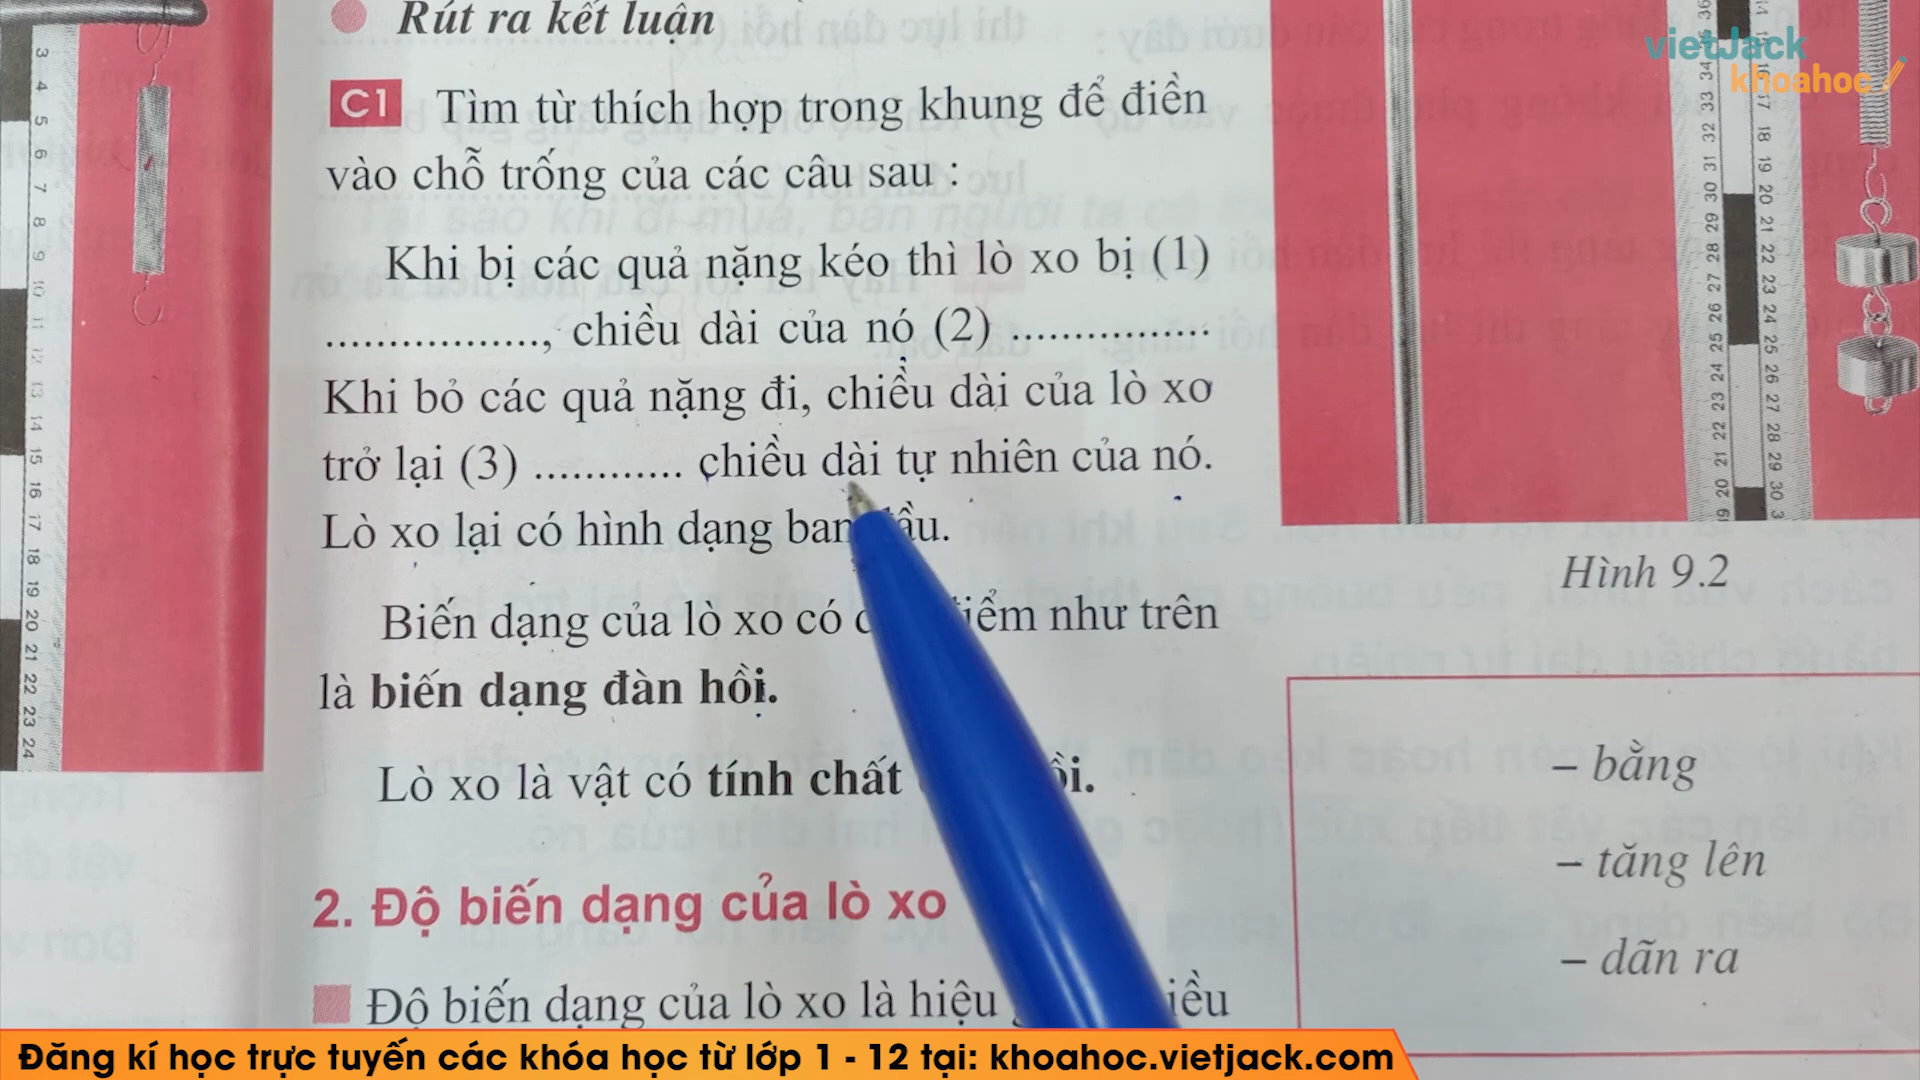 Rút ra kết luận
C1 Tìm từ thích hợp trong khung để điền
vào chỗ trống của các câu sau :
Khi bị các quả nặng kéo thì lò xo bị (1)
.................., chiều dài của nó (2) ................
Khi bỏ các quả nặng đi, chiều dài của lò xo
trở lại (3) ............ chiều dài tự nhiên của nó.
Lò xo lại có hình dạng ban đầu.
Biến dạng của lò xo có điểm như trên
là biến dạng đàn hồi.
Lò xo là vật có tính chất
2. Độ biến dạng của lò xo
Độ biến dạng của lò xo là hiệu
Hình 9.2
– bằng
– tăng lên
– dãn ra
vietJack
khoahoc
Đăng kí học trực tuyến các khóa học từ lớp 1 - 12 tại: khoahoc.vietjack.com